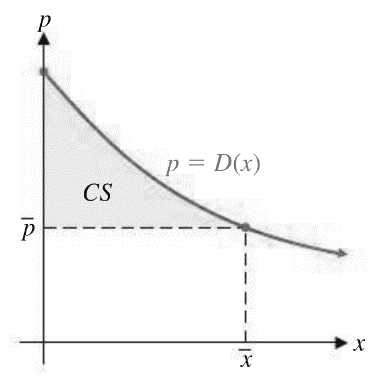 p
p = D(x)
CS
p̅
x
x̅